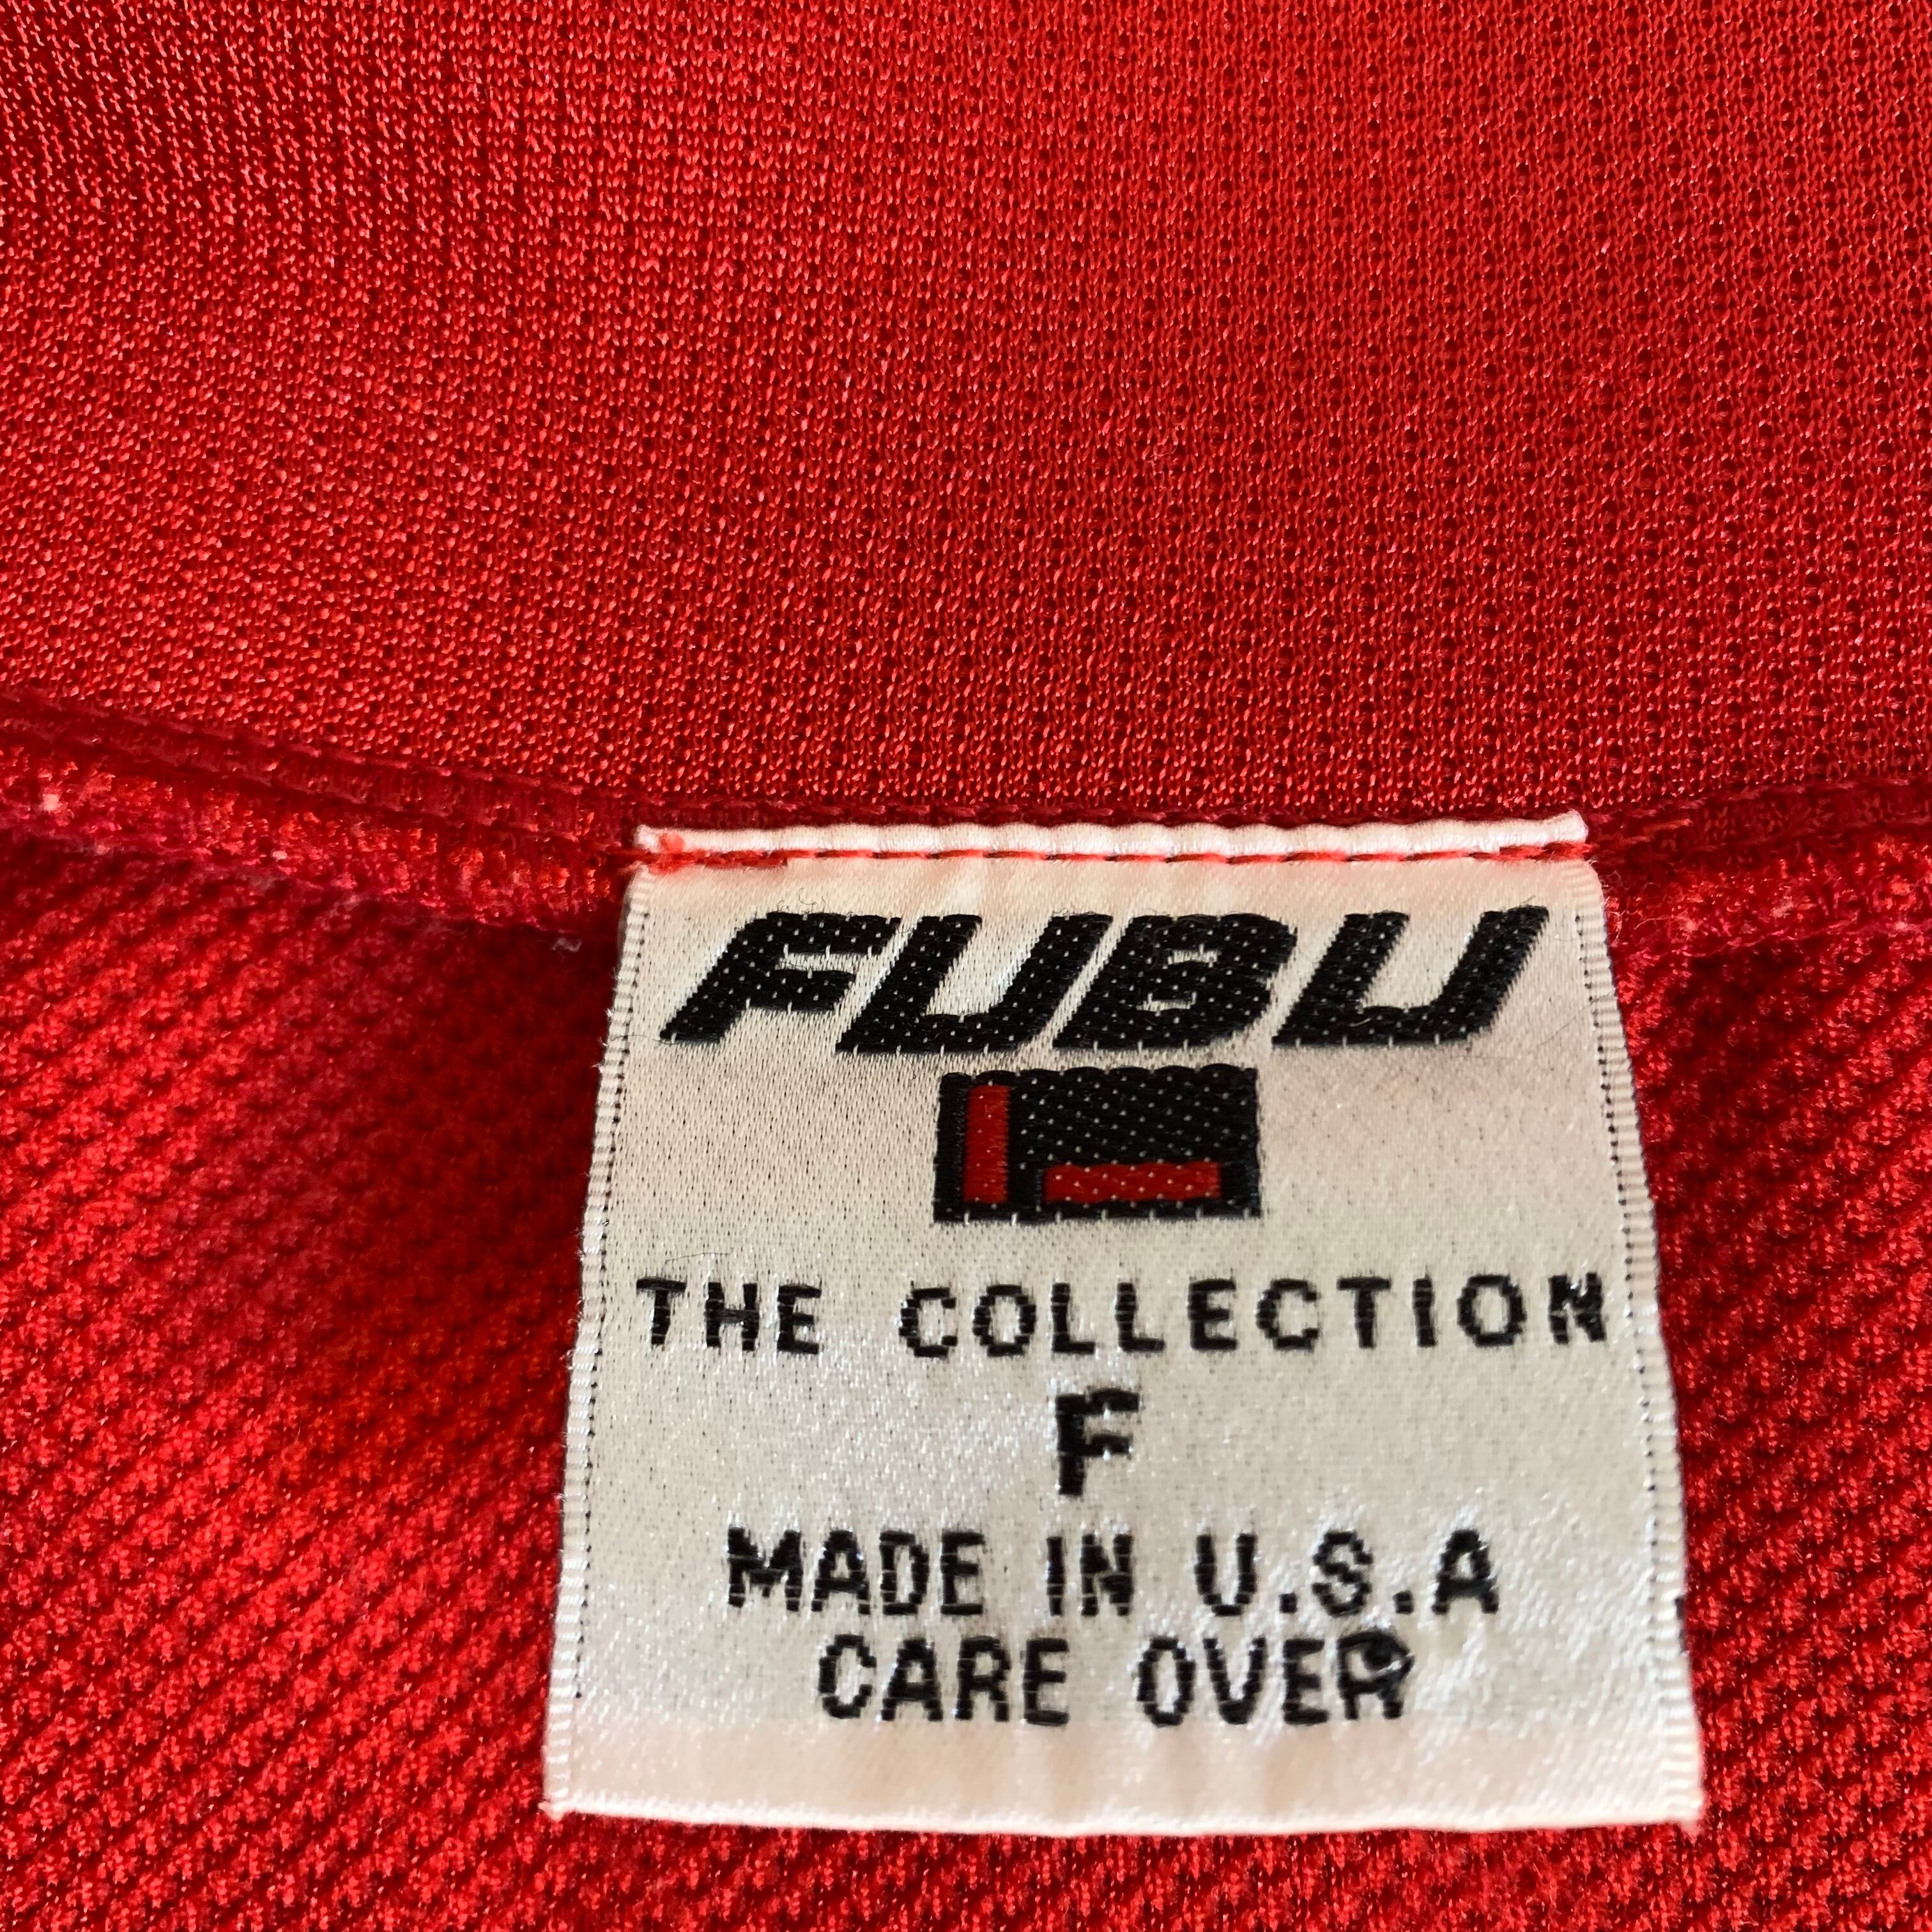 FUBU
THE COLLECTION
F
MADE IN U.S.A
CARE OVER